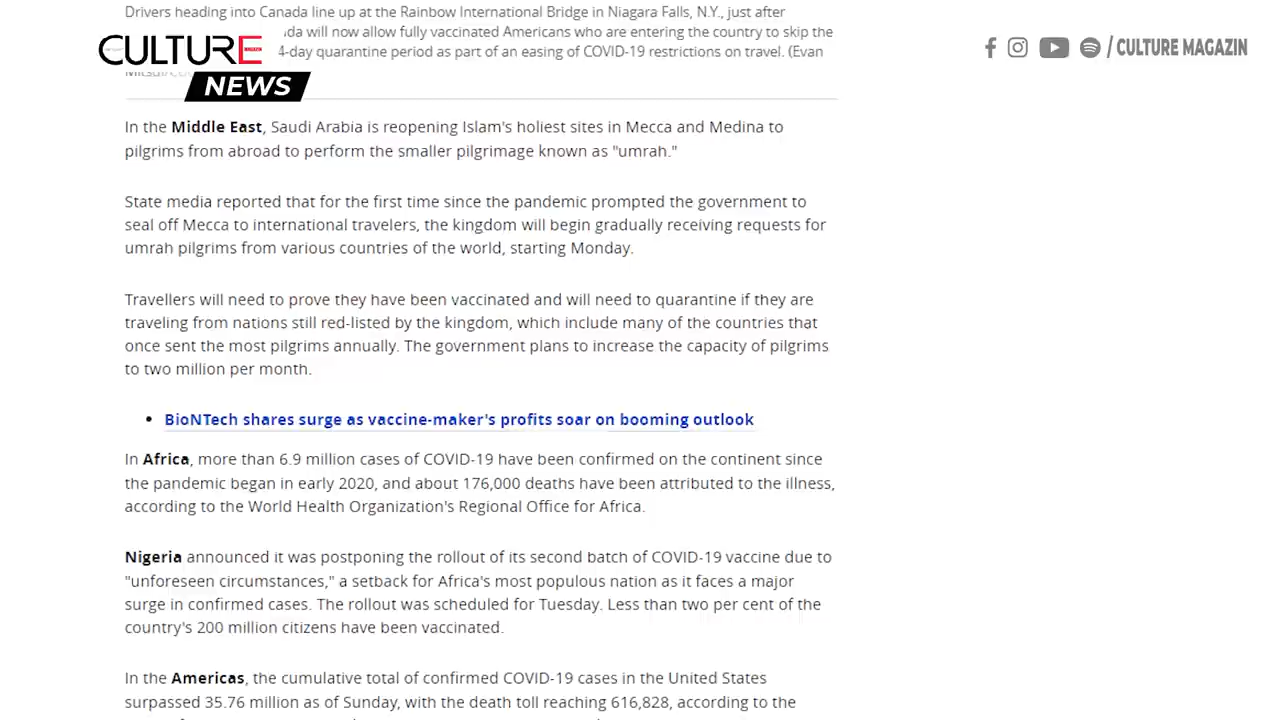 Drivers heading into Canada line up at the Rainbow International Bridge in Niagara Falls, N.Y., just after
will now allow fully vaccinated Americans who are entering the country to skip the
quarantine period as part of an easing of COVID-19 restrictions on travel. (Evan
CULTURE
NEWS
/ CULTURE MAGAZIN
In the Middle East, Saudi Arabia is reopening Islam's holiest sites in Mecca and Medina to
pilgrims from abroad to perform the smaller pilgrimage known as "umrah."
State media reported that for the first time since the pandemic prompted the government to
seal off Mecca to international travelers, the kingdom will begin gradually receiving requests for
umrah pilgrims from various countries of the world, starting Monday.
Travellers will need to prove they have been vaccinated and will need to quarantine if they are
traveling from nations still red-listed by the kingdom, which include many of the countries that
once sent the most pilgrims annually. The government plans to increase the capacity of pilgrims
to two million per month.
• BioNTech shares surge as vaccine-maker's profits soar on booming outlook
In Africa, more than 6.9 million cases of COVID-19 have been confirmed on the continent since
the pandemic began in early 2020, and about 176,000 deaths have been attributed to the illness,
according to the World Health Organization's Regional Office for Africa.
Nigeria announced it was postponing the rollout of its second batch of COVID-19 vaccine due to
"unforeseen circumstances," a setback for Africa's most populous nation as it faces a major
surge in confirmed cases. The rollout was scheduled for Tuesday. Less than two per cent of the
country's 200 million citizens have been vaccinated.
In the Americas, the cumulative total of confirmed COVID-19 cases in the United States
surpassed 35.76 million as of Sunday, with the death toll reaching 616,828, according to the